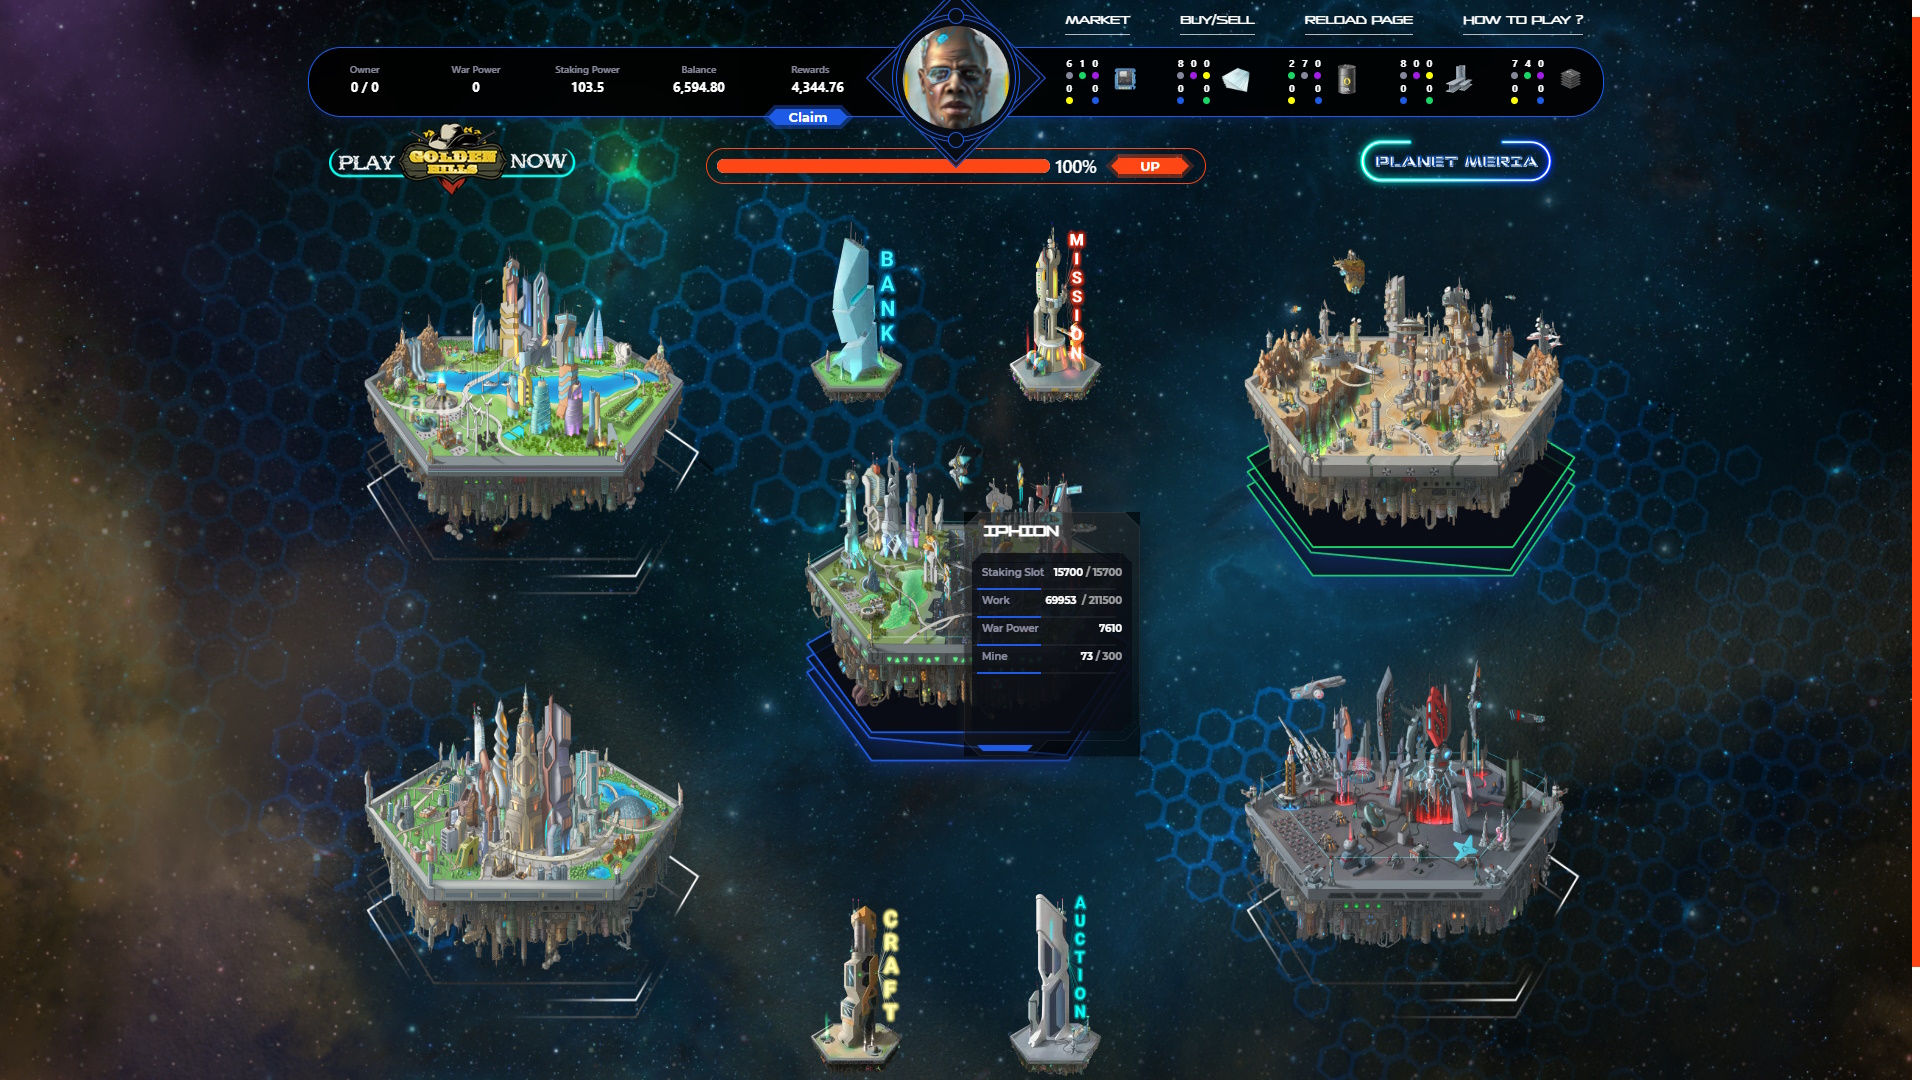 MARKET BUY/SELL RELOAD PAGE HOW TO PLAY ?
Owner War Power Staking Power Balance Rewards
0 / 0 0 103.5 6,594.80 4,344.76
Claim
6 1 0
0 0
8 0 0
0 0
2 7 0
0 0
8 0 0
0 0
7 4 0
0 0
PLAY GOLDEN HILLS NOW
100% UP
PLANET MERIA
BANK
MISSION
IPHION
Staking Slot 15700 / 15700
Work 69953 / 211500
War Power 7610
Mine 73 / 300
CRAFT
AUCTION